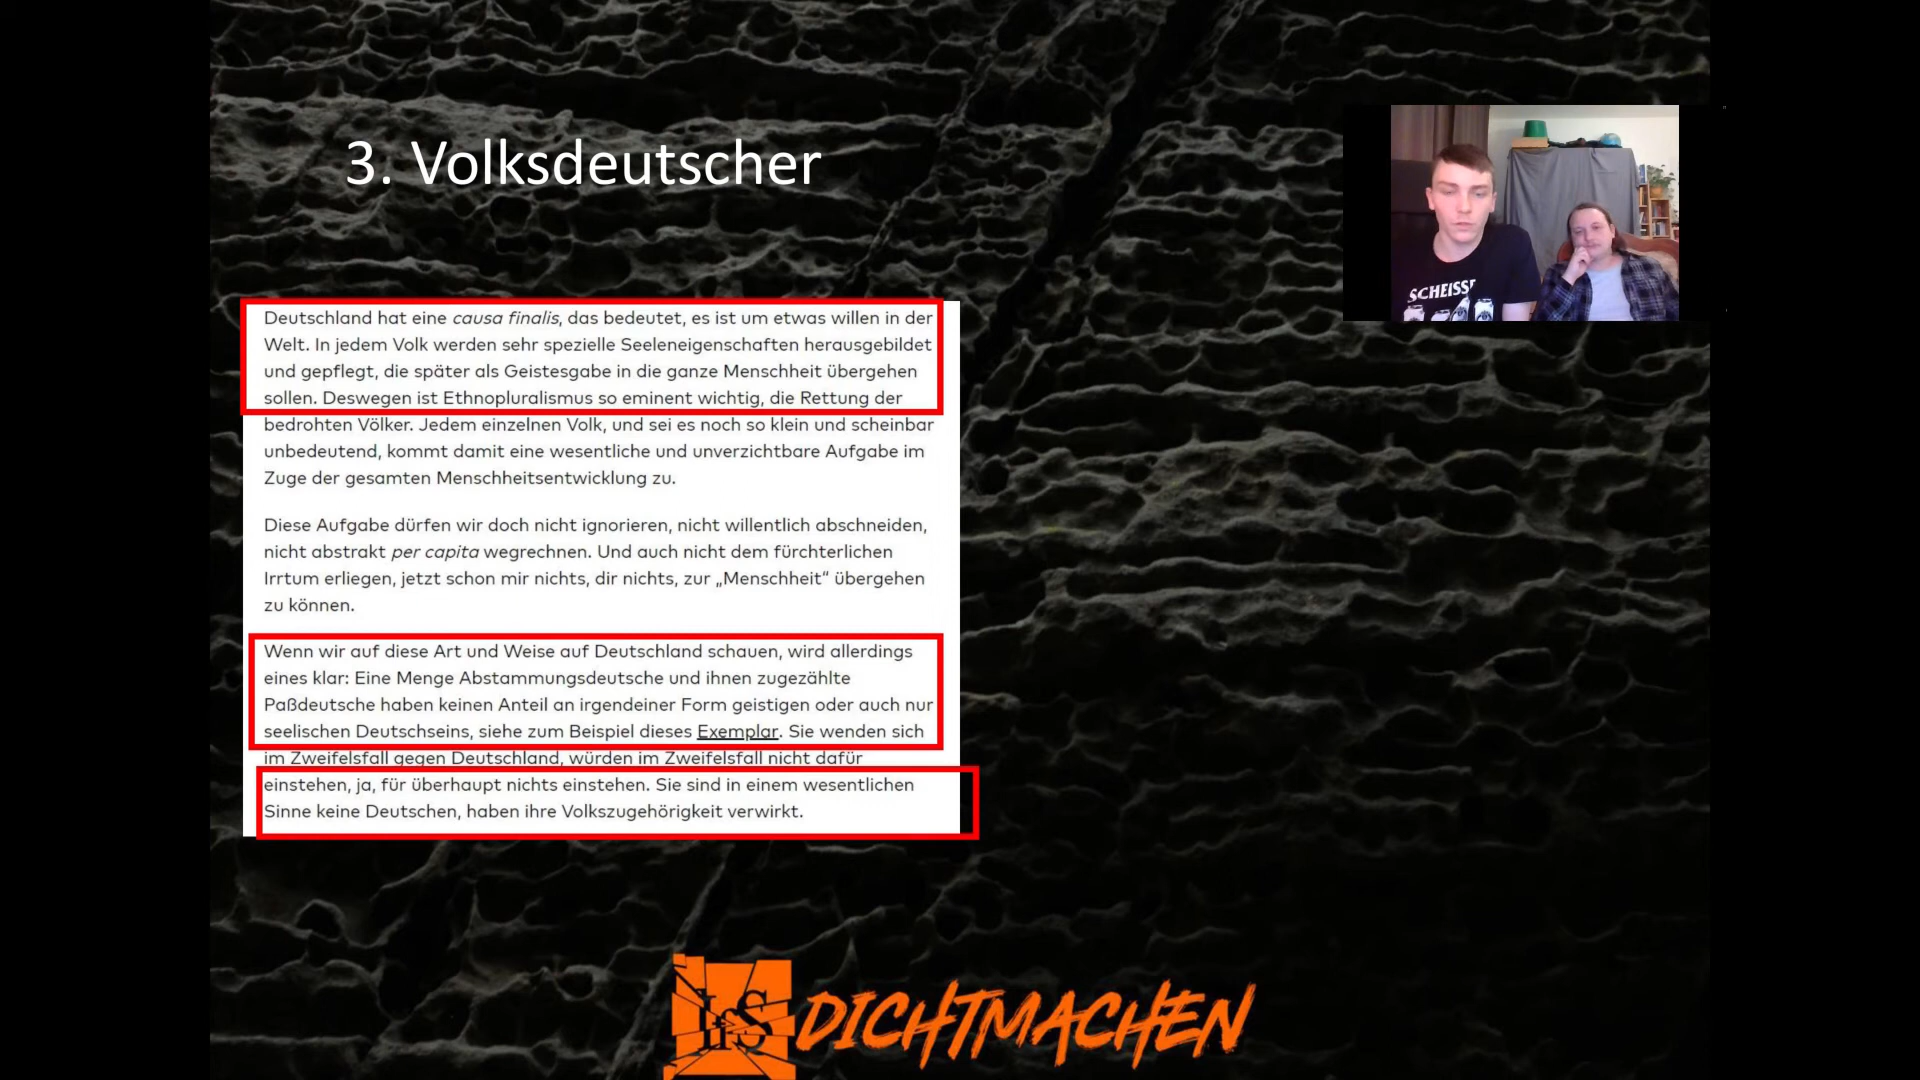 3. Volksdeutscher
SCHEISSE
Deutschland hat eine causa finalis, das bedeutet, es ist um etwas willen in der
Welt. In jedem Volk werden sehr spezielle Seeleneigenschaften herausgebildet
und gepflegt, die später als Geistesgabe in die ganze Menschheit übergehen
sollen. Deswegen ist Ethnopluralismus so eminent wichtig, die Rettung der
bedrohten Völker. Jedem einzelnen Volk, und sei es noch so klein und scheinbar
unbedeutend, kommt damit eine wesentliche und unverzichtbare Aufgabe im
Zuge der gesamten Menschheitsentwicklung zu.
Diese Aufgabe dürfen wir doch nicht ignorieren, nicht willentlich abschneiden,
nicht abstrakt per capita wegrechnen. Und auch nicht dem fürchterlichen
Irrtum erliegen, jetzt schon mir nichts, dir nichts, zur „Menschheit“ übergehen
zu können.
Wenn wir auf diese Art und Weise auf Deutschland schauen, wird allerdings
eines klar: Eine Menge Abstammungsdeutsche und ihnen zugezählte
Paßdeutsche haben keinen Anteil an irgendeiner Form geistigen oder auch nur
seelischen Deutschseins, siehe zum Beispiel dieses Exemplar. Sie wenden sich
im Zweifelsfall gegen Deutschland, würden im Zweifelsfall nicht dafür
einstehen, ja, für überhaupt nichts einstehen. Sie sind in einem wesentlichen
Sinne keine Deutschen, haben ihre Volkszugehörigkeit verwirkt.
IfS DICHTMACHEN